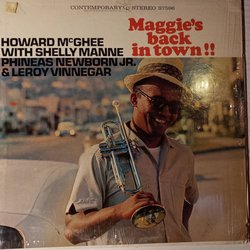 CONTEMPORARY STEREO S7596
Maggie's
back
in town!!
HOWARD McGHEE
WITH SHELLY MANNE
PHINEAS NEWBORN JR.
& LEROY VINNEGAR